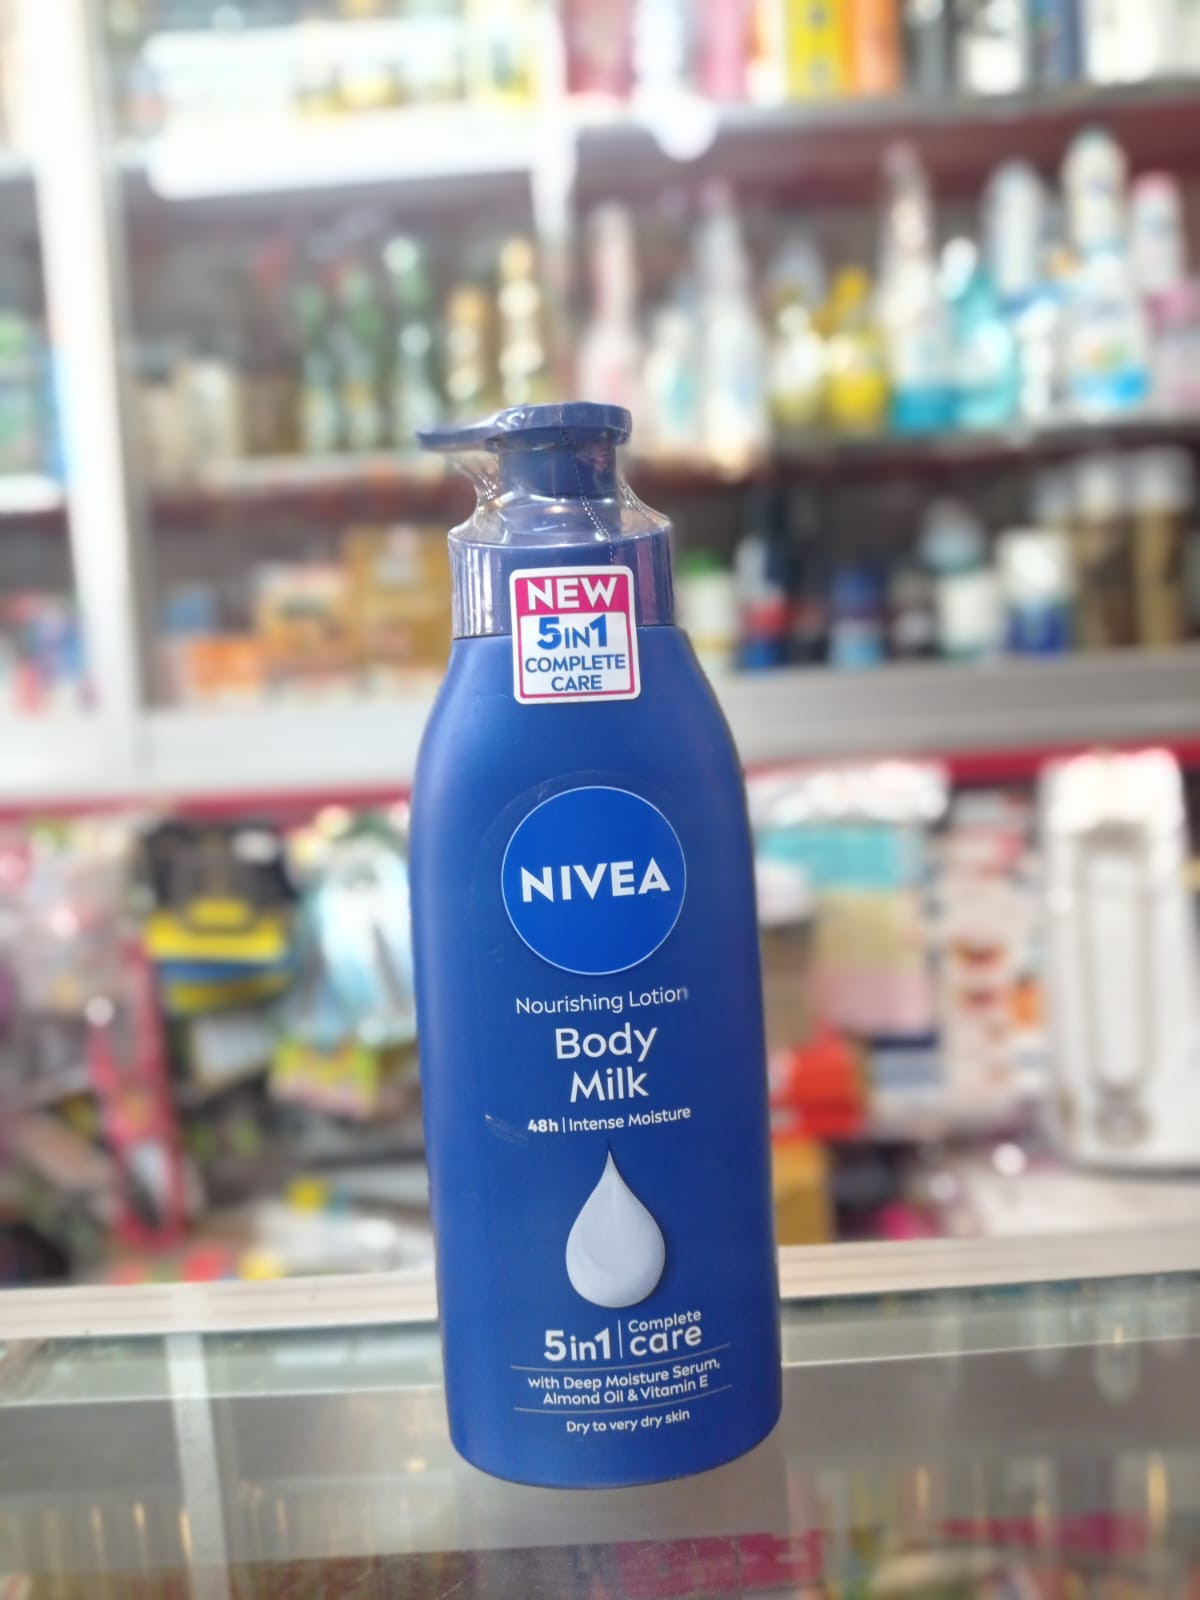 NEW
5IN1
COMPLETE
CARE
NIVEA
Nourishing Lotion
Body
Milk
48h | Intense Moisture
5in1 | Complete care
with Deep Moisture Serum,
Almond Oil & Vitamin E
Dry to very dry skin